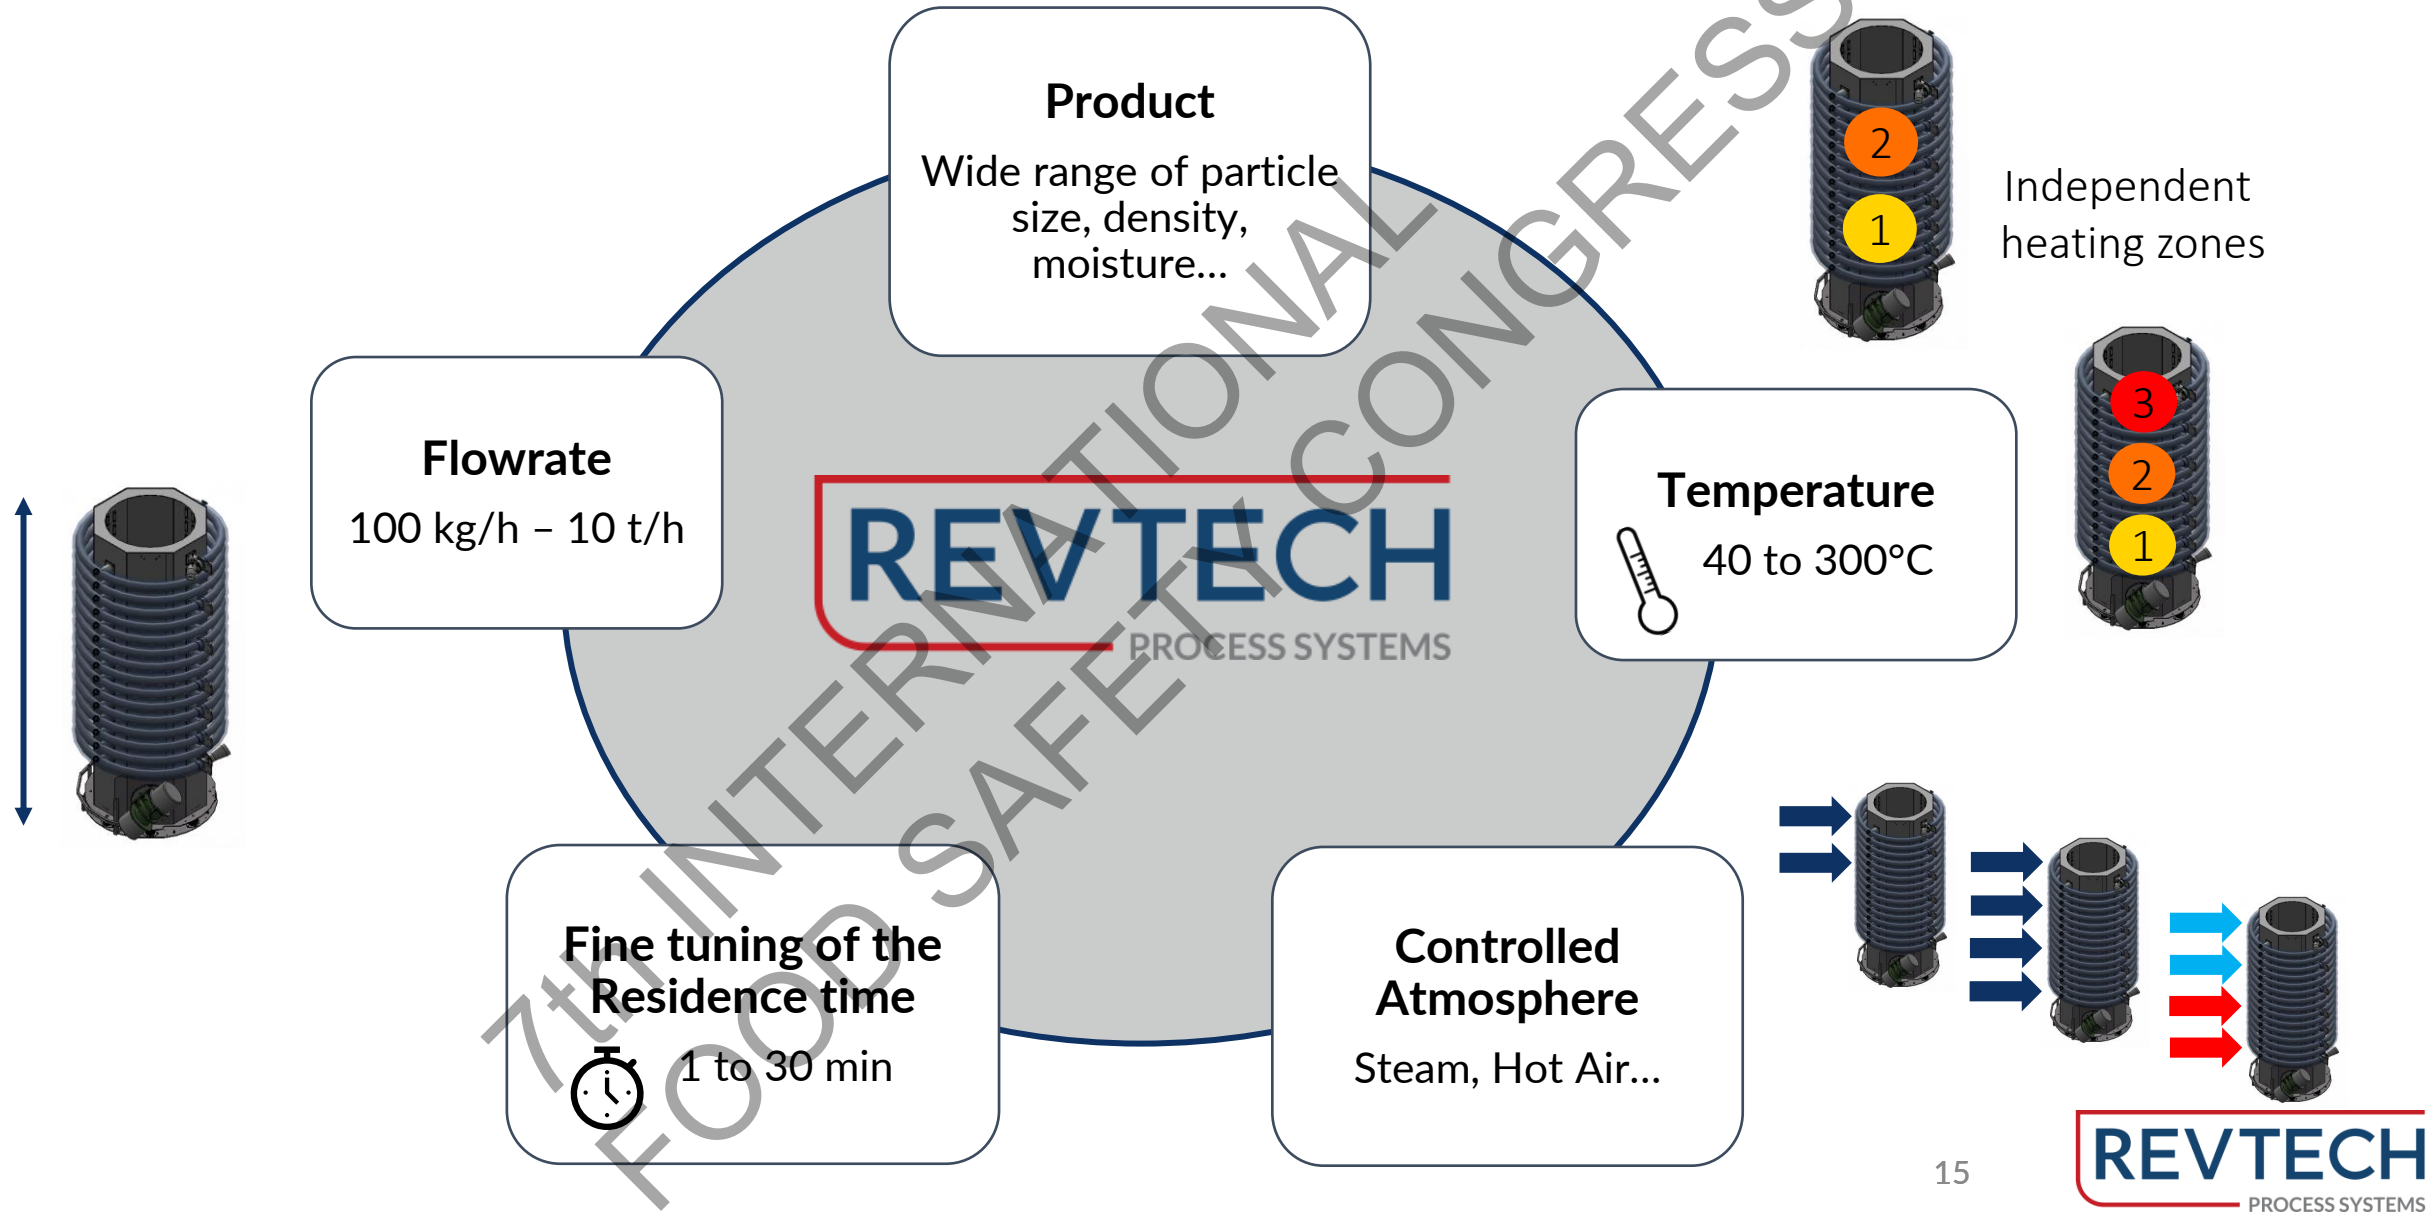 Product
Wide range of particle
size, density,
moisture...
2
1
Independent
heating zones
Flowrate
100 kg/h – 10 t/h
REVTECH
PROCESS SYSTEMS
Temperature
40 to 300°C
3
2
1
Fine tuning of the
Residence time
1 to 30 min
Controlled
Atmosphere
Steam, Hot Air...
7th INTERNATIONAL
FOOD SAFETY CONGRESS
15
REVTECH
PROCESS SYSTEMS